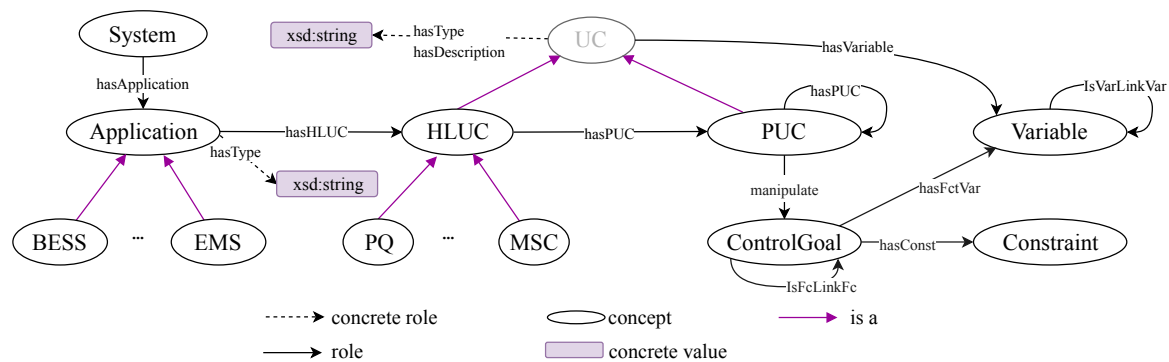 System
xsd:string
hasType
hasDescription
UC
hasVariable
hasApplication
hasPUC
IsVarLinkVar
Application
hasHLUC
HLUC
hasPUC
PUC
Variable
hasType
xsd:string
manipulate
hasFctVar
BESS
...
EMS
PQ
...
MSC
ControlGoal
hasConst
Constraint
IsFcLinkFc
concrete role
concept
is a
role
concrete value